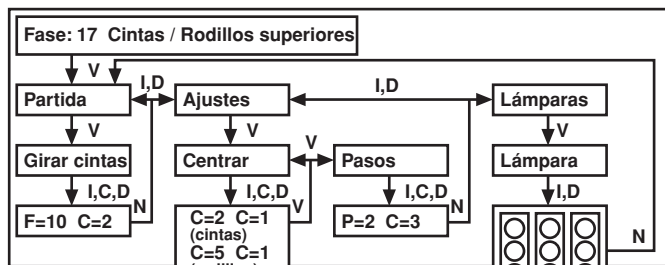 Fase: 17 Cintas / Rodillos superiores
V
I,D
I,D
Partida
Ajustes
Lámparas
V
V
V
V
Girar cintas
Centrar
Pasos
Lámpara
I,C,D
I,C,D
I,C,D
I,D
F=10 C=2
N
C=2 C=1
V
P=2 C=3
N
N
(cintas)
C=5 C=1